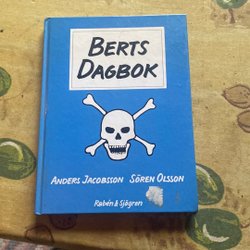 BERTS
DAGBOK
ANDERS JACOBSSON SÖREN OLSSON
Rabén & Sjögren